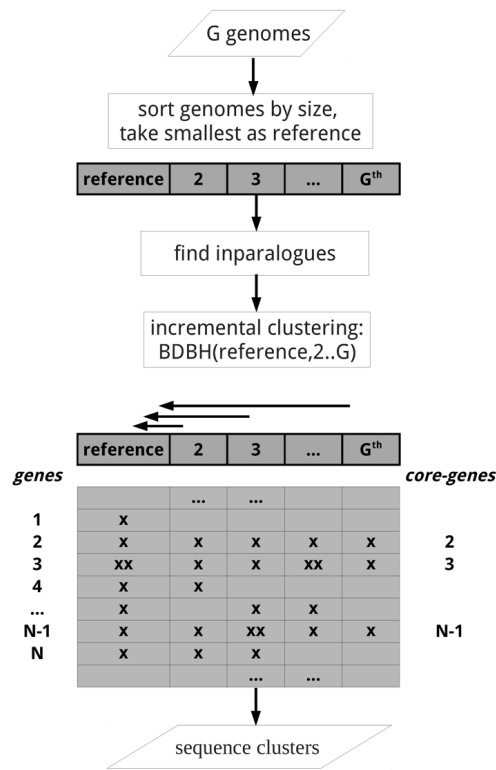 G genomes
sort genomes by size,
take smallest as reference
reference 2 3 ... Gth
find inparalogues
incremental clustering:
BDBH(reference,2..G)
reference 2 3 ... Gth
genes core-genes
... ...
1 x
2 x x x x x 2
3 xx x x xx x 3
4 x x
... x x x
N-1 x x xx x x N-1
N x x x
... ...
sequence clusters